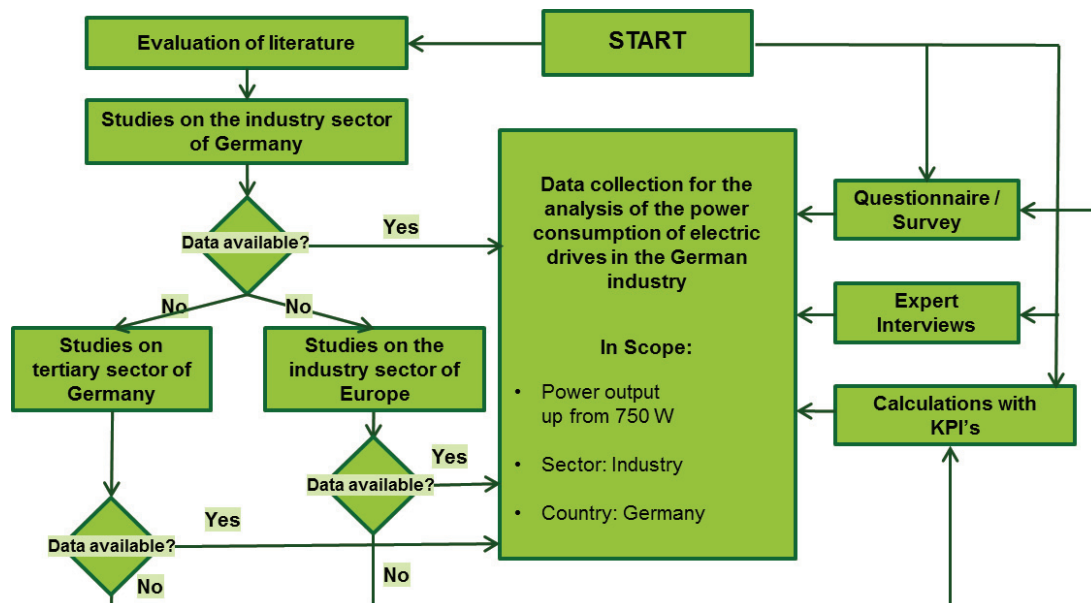 Evaluation of literature
START
Studies on the industry sector
of Germany
Data available?
Yes
No
No
Studies on
tertiary sector of
Germany
Studies on the
industry sector of
Europe
Data available?
Yes
No
Data available?
Yes
No
Data collection for the
analysis of the power
consumption of electric
drives in the German
industry
In Scope:
• Power output
up from 750 W
• Sector: Industry
• Country: Germany
Questionnaire /
Survey
Expert
Interviews
Calculations with
KPI's